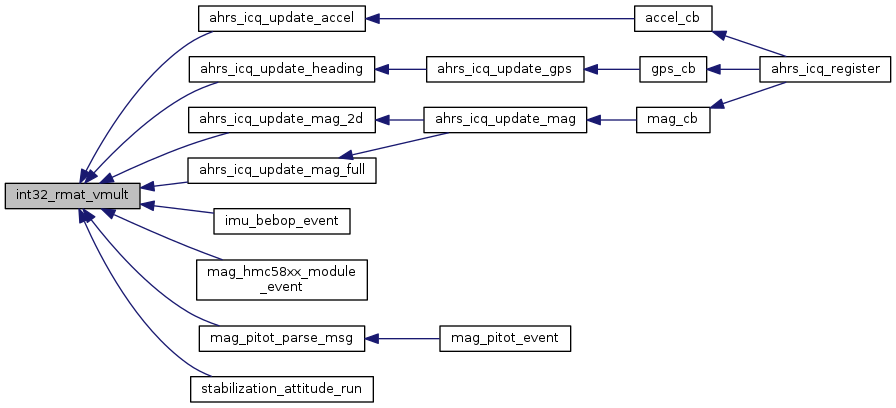 ahrs_icq_update_accel
accel_cb
ahrs_icq_update_heading
ahrs_icq_update_gps
gps_cb
ahrs_icq_register
ahrs_icq_update_mag_2d
ahrs_icq_update_mag
mag_cb
ahrs_icq_update_mag_full
int32_rmat_vmult
imu_bebop_event
mag_hmc58xx_module
_event
mag_pitot_parse_msg
mag_pitot_event
stabilization_attitude_run